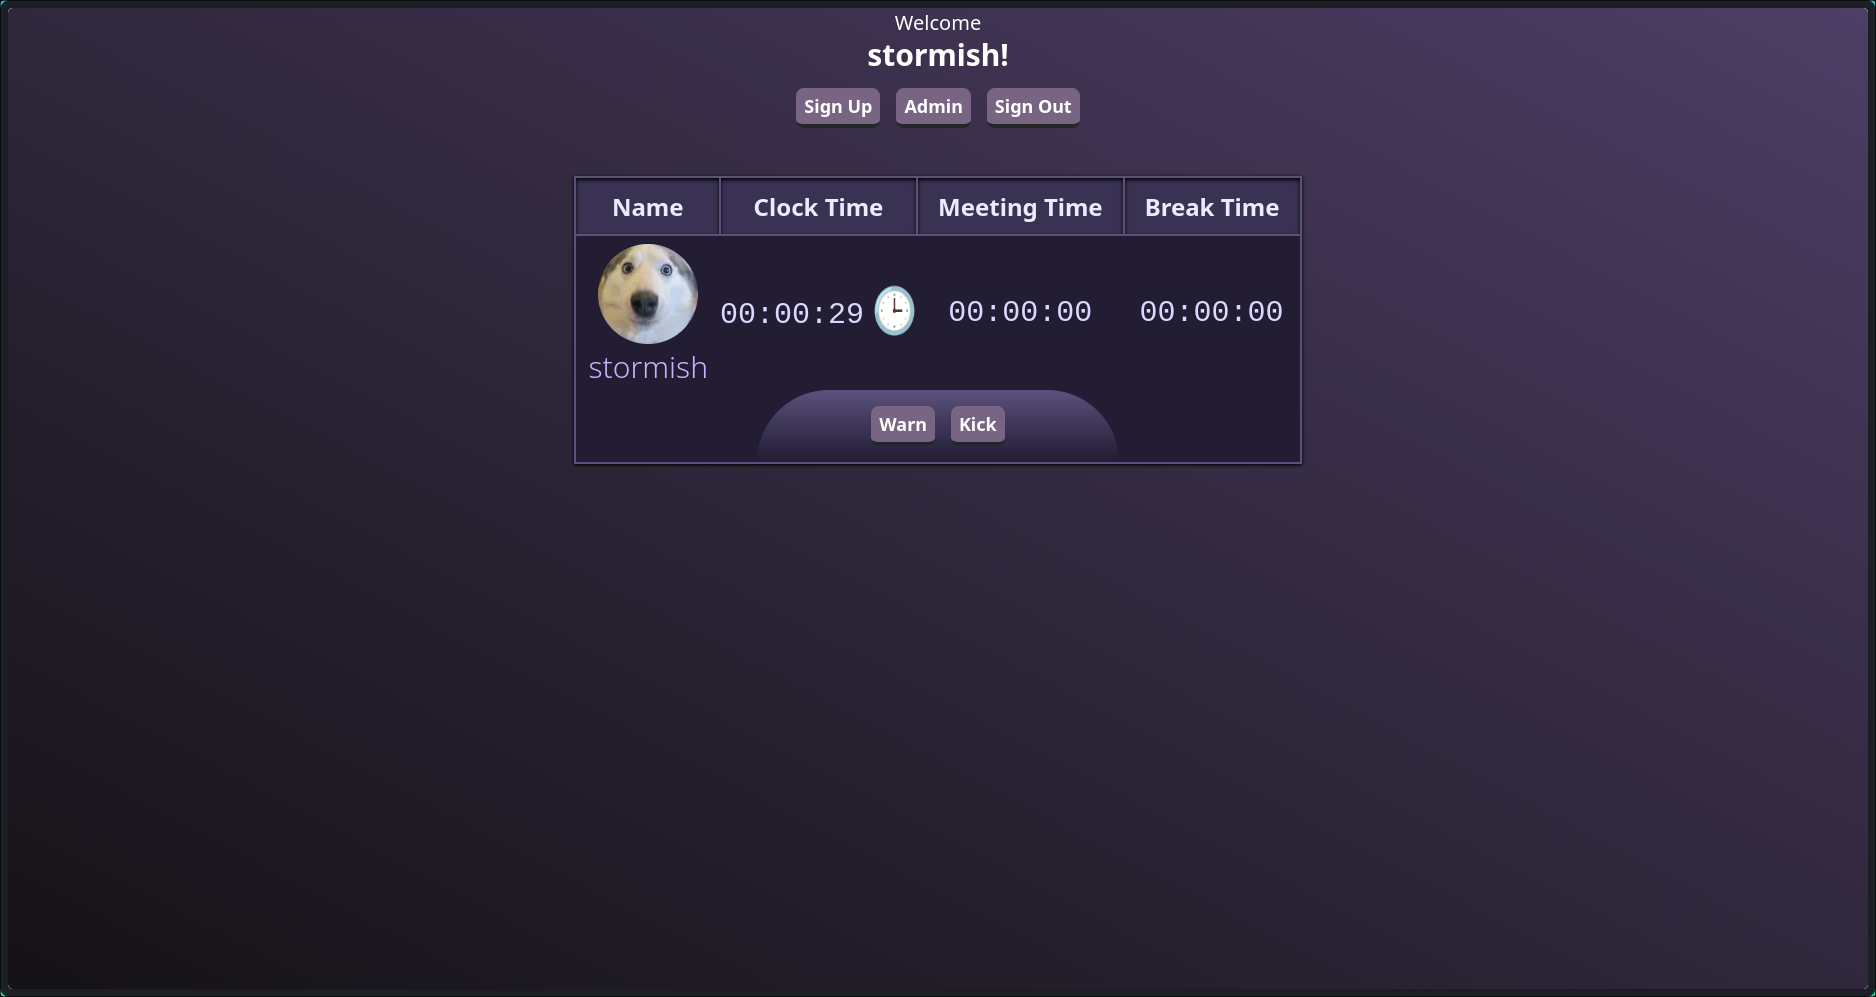 Welcome
stormish!
Sign Up Admin Sign Out
Name Clock Time Meeting Time Break Time
00:00:29 00:00:00 00:00:00
stormish
Warn Kick